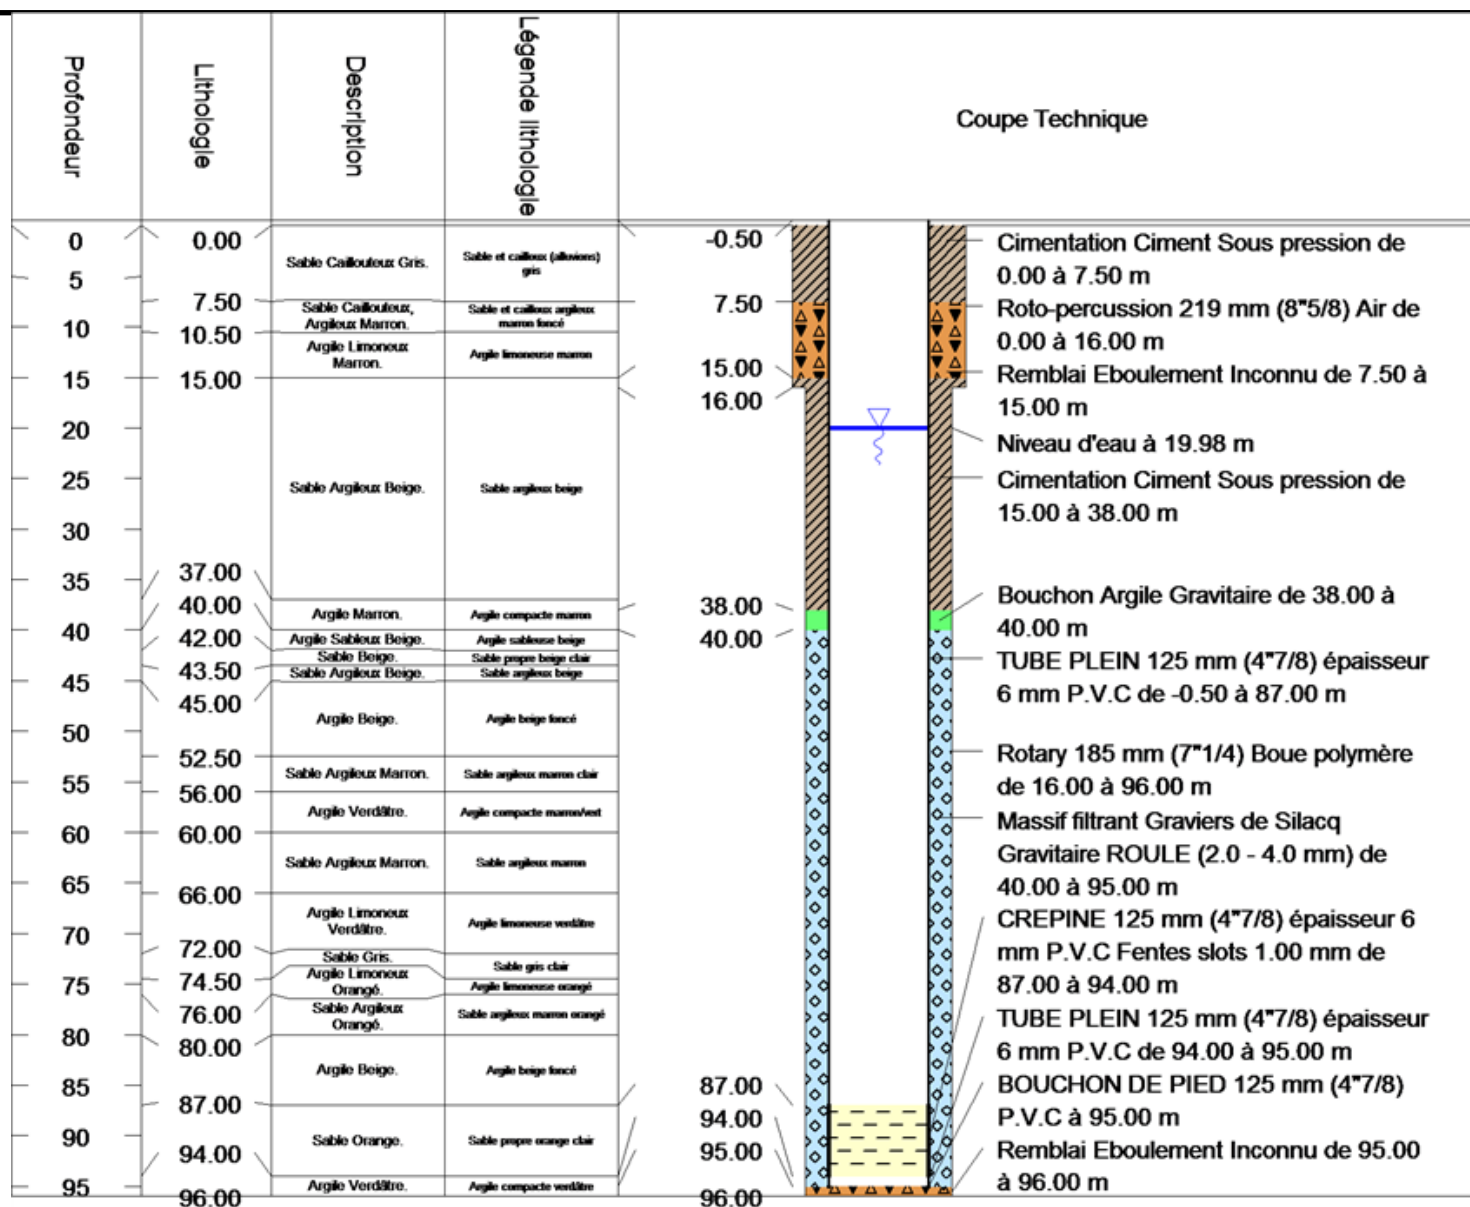 Profondeur
Lithologie
Description
Légende lithologie
Coupe Technique
0
5
10
15
20
25
30
35
40
45
50
55
60
65
70
75
80
85
90
95
0.00
7.50
10.50
15.00
37.00
40.00
42.00
43.50
45.00
52.50
56.00
60.00
66.00
72.00
74.50
76.00
80.00
87.00
94.00
96.00
Sable Caillouteux Gris.
Sable Caillouteux,
Argileux Marron.
Argile Limoneux
Marron.
Sable Argileux Beige.
Argile Marron.
Argile Sableux Beige.
Sable Beige.
Sable Argileux Beige.
Argile Beige.
Sable Argileux Marron.
Argile Verdâtre.
Sable Argileux Marron.
Argile Limoneux
Verdâtre.
Sable Gris.
Argile Limoneux
Orangé.
Sable Argileux
Orangé.
Argile Beige.
Sable Orange.
Argile Verdâtre.
Sable et cailloux (alluvions)
gris
Sable et cailloux argileux
marron foncé
Argile limoneuse marron
Sable argileux beige
Argile compacte marron
Argile sableuse beige
Sable propre beige clair
Sable argileux beige
Argile beige foncé
Sable argileux marron clair
Argile compacte marron/vert
Sable argileux marron
Argile limoneuse verdâtre
Sable gris clair
Argile limoneuse orangé
Sable argileux marron orangé
Argile beige foncé
Sable propre orange clair
Argile compacte verdâtre
-0.50
7.50
15.00
16.00
38.00
40.00
87.00
94.00
95.00
96.00
Cimentation Ciment Sous pression de
0.00 à 7.50 m
Roto-percussion 219 mm (8"5/8) Air de
0.00 à 16.00 m
Remblai Eboulement Inconnu de 7.50 à
15.00 m
Niveau d'eau à 19.98 m
Cimentation Ciment Sous pression de
15.00 à 38.00 m
Bouchon Argile Gravitaire de 38.00 à
40.00 m
TUBE PLEIN 125 mm (4"7/8) épaisseur
6 mm P.V.C de -0.50 à 87.00 m
Rotary 185 mm (7"1/4) Boue polymère
de 16.00 à 96.00 m
Massif filtrant Graviers de Silacq
Gravitaire ROULE (2.0 - 4.0 mm) de
40.00 à 95.00 m
CREPINE 125 mm (4"7/8) épaisseur 6
mm P.V.C Fentes slots 1.00 mm de
87.00 à 94.00 m
TUBE PLEIN 125 mm (4"7/8) épaisseur
6 mm P.V.C de 94.00 à 95.00 m
BOUCHON DE PIED 125 mm (4"7/8)
P.V.C à 95.00 m
Remblai Eboulement Inconnu de 95.00
à 96.00 m